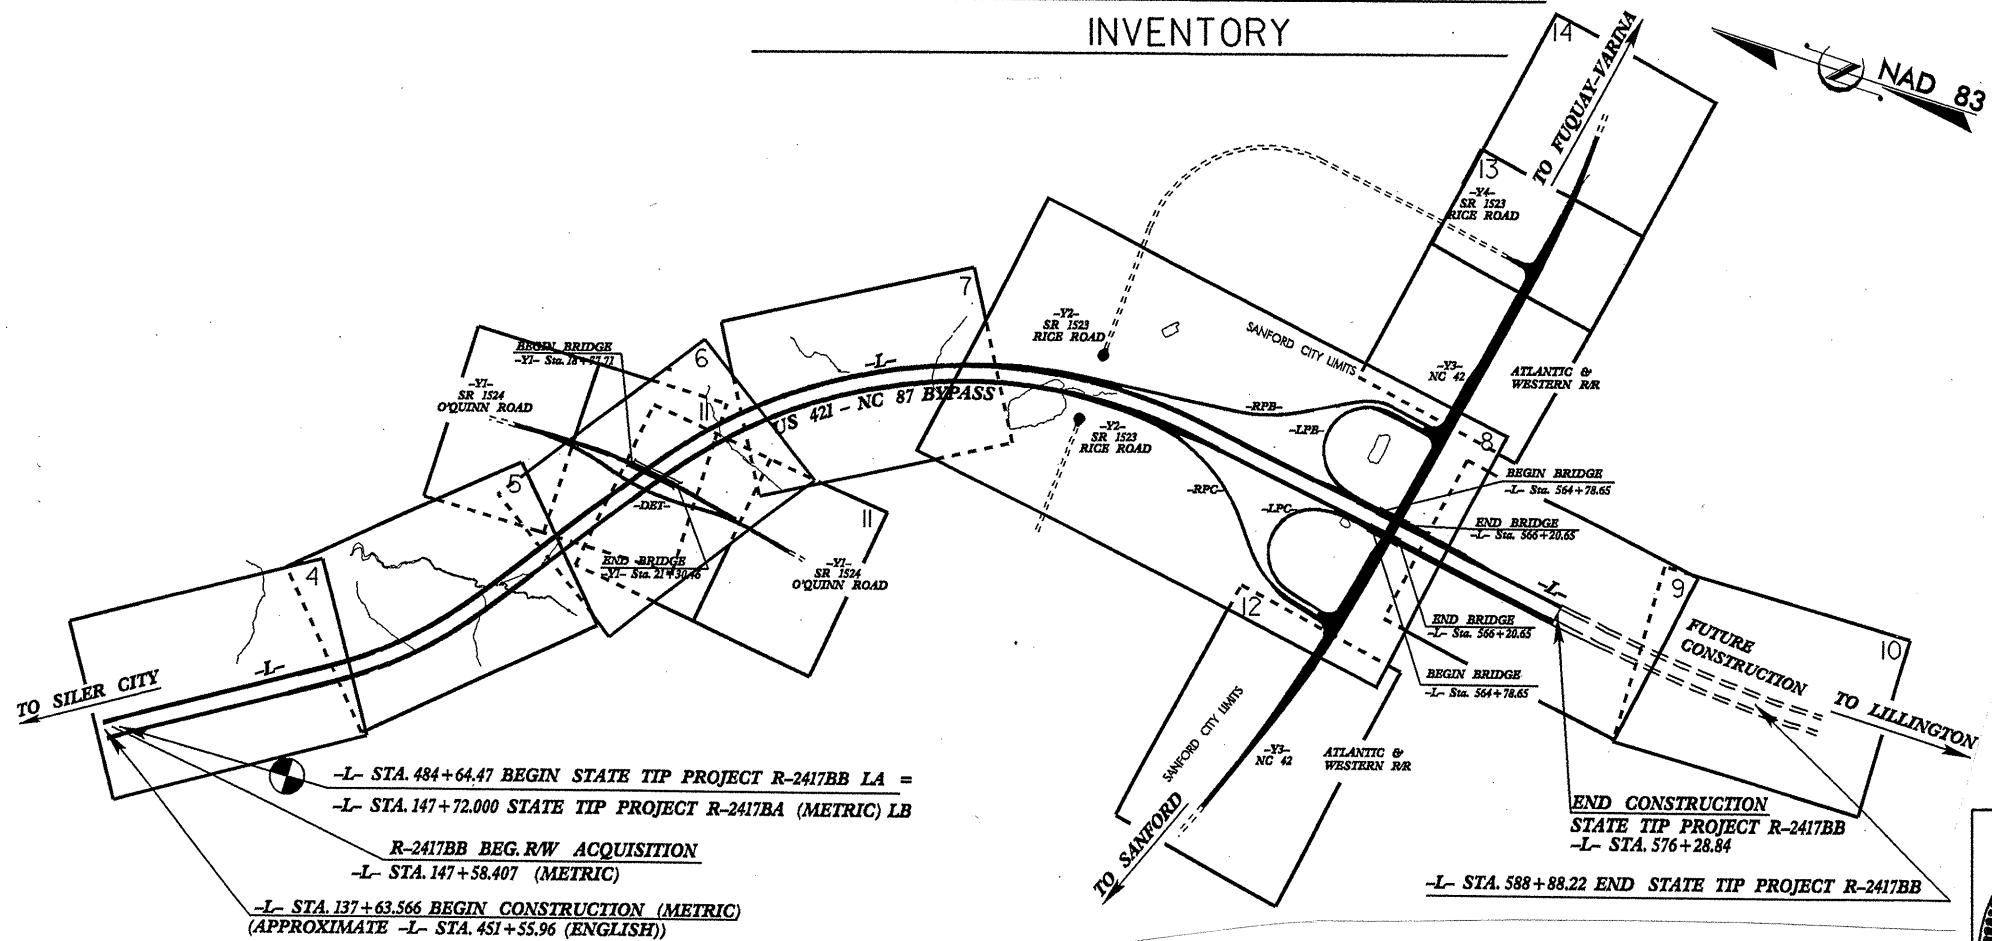 INVENTORY
14
TO FUQUAY-VARINA
NAD 83
13
-Y4-
SR 1523
RICE ROAD
7
-Y2-
SR 1523
RICE ROAD
SANFORD CITY LIMITS
BEGIN BRIDGE
-Y1- Sta. 18+77.71
6
-L-
-Y3-
NC 42
ATLANTIC &
WESTERN R/R
-Y1-
SR 1524
O'QUINN ROAD
11
US 421 - NC 87 BYPASS
-RPB-
-LPB-
-Y2-
SR 1523
RICE ROAD
8
5
-DET-
-RPC-
-LPC-
BEGIN BRIDGE
-L- Sta. 564+78.65
11
END BRIDGE
-L- Sta. 566+20.65
END BRIDGE
-Y1- Sta. 21+30.46
-Y1-
SR 1524
O'QUINN ROAD
4
-L-
9
12
END BRIDGE
-L- Sta. 566+20.65
FUTURE
CONSTRUCTION
10
-L-
TO SILER CITY
BEGIN BRIDGE
-L- Sta. 564+78.65
TO LILLINGTON
SANFORD CITY LIMITS
-Y3-
NC 42
ATLANTIC &
WESTERN R/R
-L- STA. 484+64.47 BEGIN STATE TIP PROJECT R-2417BB LA =
-L- STA. 147+72.000 STATE TIP PROJECT R-2417BA (METRIC) LB
END CONSTRUCTION
STATE TIP PROJECT R-2417BB
-L- STA. 576+28.84
TO SANFORD
R-2417BB BEG. R/W ACQUISITION
-L- STA. 147+58.407 (METRIC)
-L- STA. 588+88.22 END STATE TIP PROJECT R-2417BB
-L- STA. 137+63.566 BEGIN CONSTRUCTION (METRIC)
(APPROXIMATE -L- STA. 451+55.96 (ENGLISH))